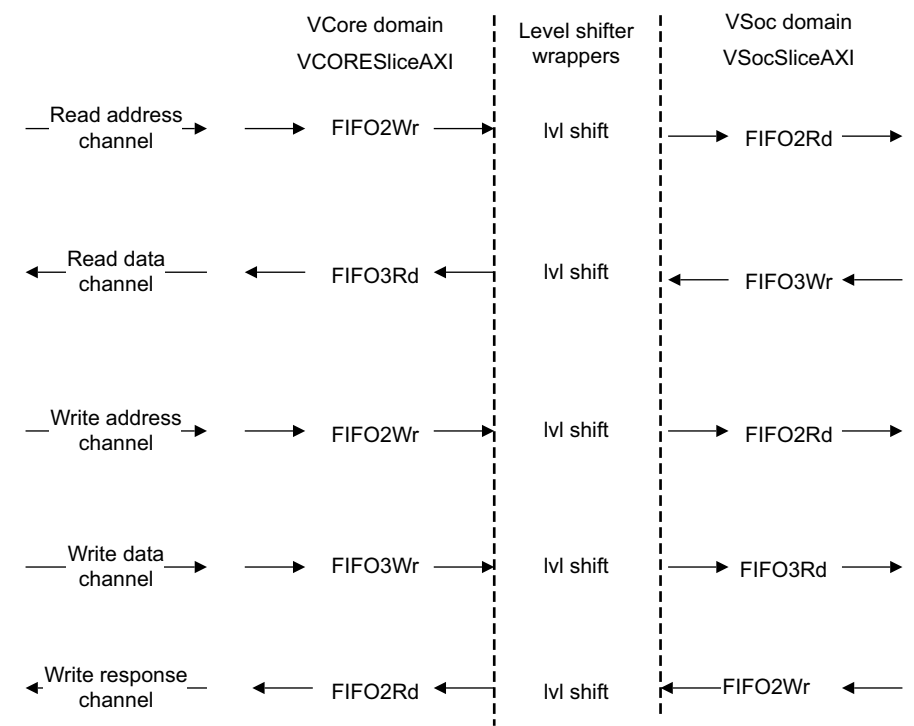 VCore domain
VCORESliceAXI
Level shifter
wrappers
VSoc domain
VSocSliceAXI
Read address
channel
FIFO2Wr
lvl shift
FIFO2Rd
Read data
channel
FIFO3Rd
lvl shift
FIFO3Wr
Write address
channel
FIFO2Wr
lvl shift
FIFO2Rd
Write data
channel
FIFO3Wr
lvl shift
FIFO3Rd
Write response
channel
FIFO2Rd
lvl shift
FIFO2Wr